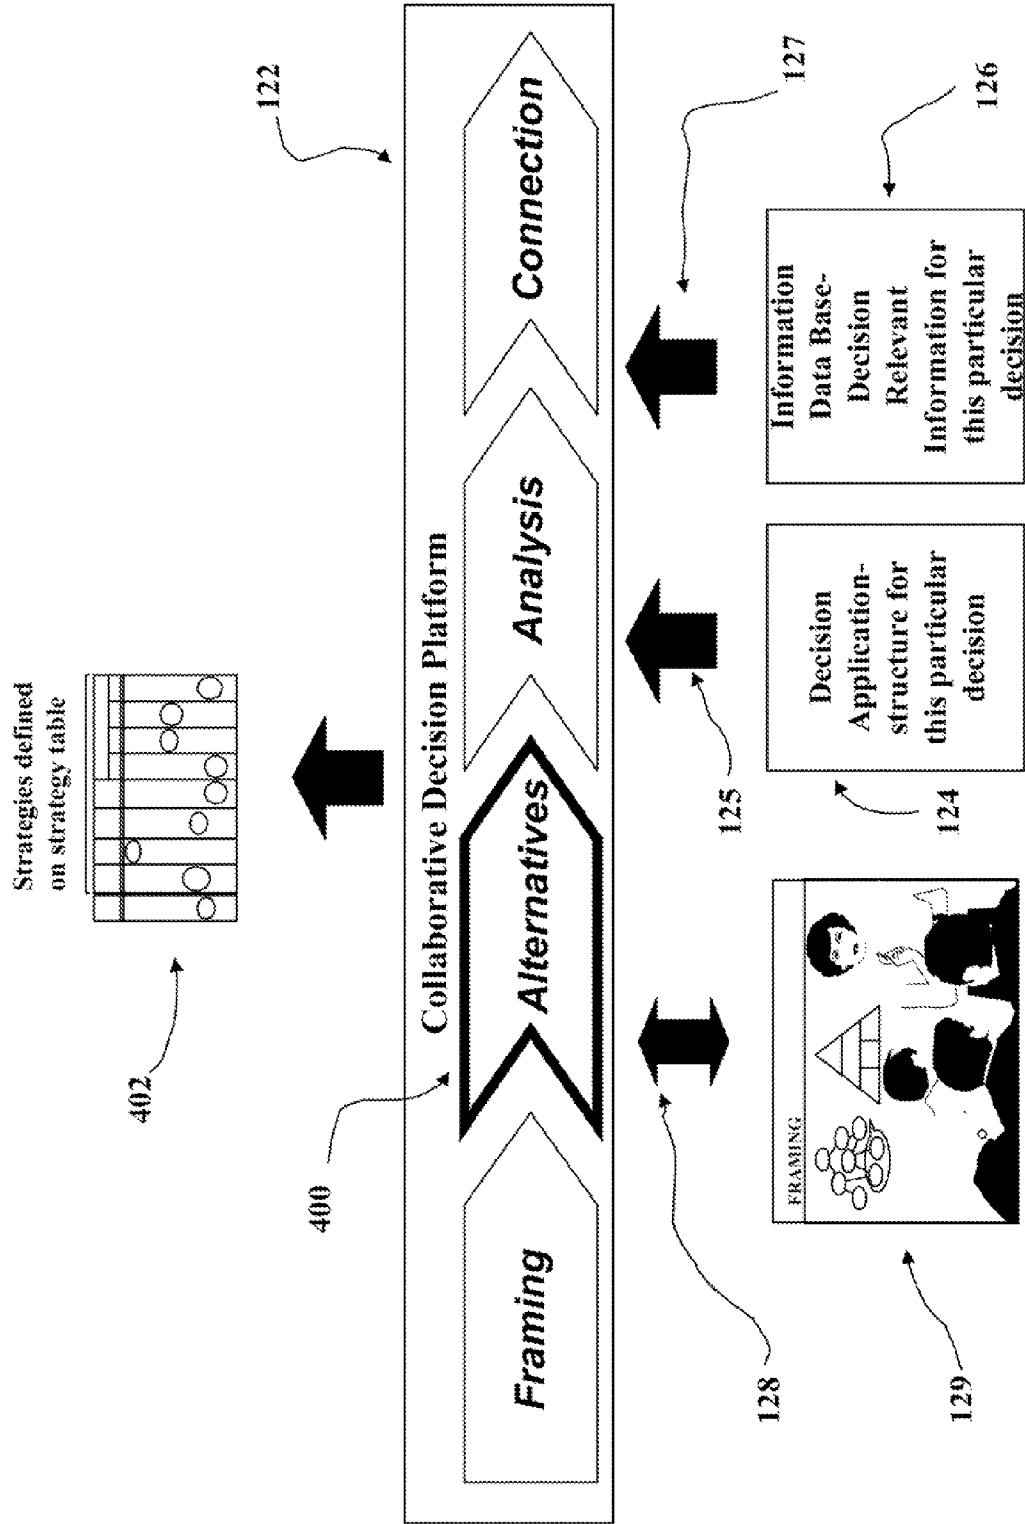 Strategies defined
on strategy table
402
122
400
Collaborative Decision Platform
Framing
Alternatives
Analysis
Connection
128
125
127
129
FRAMING
124
Decision
Application-
structure for
this particular
decision
126
Information
Data Base-
Decision
Relevant
Information for
this particular
decision